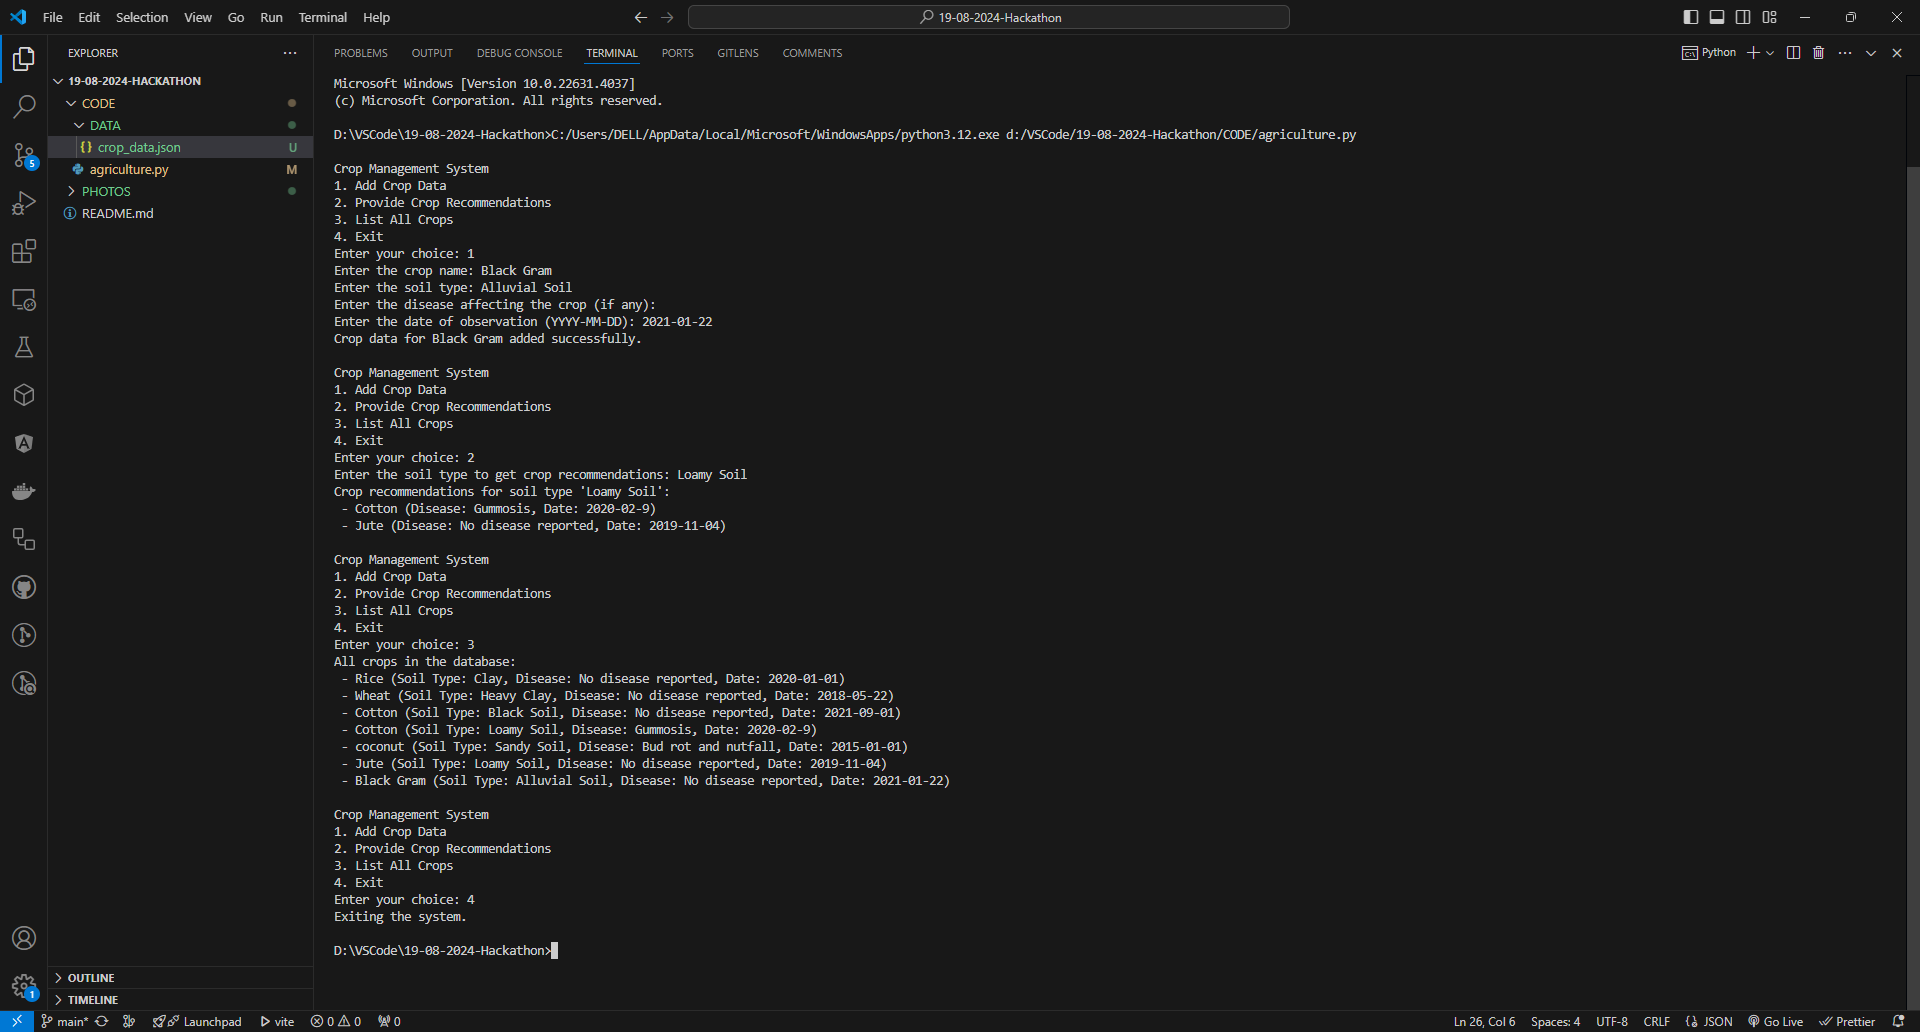 File Edit Selection View Go Run Terminal Help
19-08-2024-Hackathon
EXPLORER
19-08-2024-HACKATHON
CODE
DATA
{} crop_data.json U
agriculture.py M
PHOTOS
README.md
OUTLINE
TIMELINE
5
1
PROBLEMS OUTPUT DEBUG CONSOLE TERMINAL PORTS GITLENS COMMENTS
Python
Microsoft Windows [Version 10.0.22631.4037]
(c) Microsoft Corporation. All rights reserved.
D:\VSCode\19-08-2024-Hackathon>C:/Users/DELL/AppData/Local/Microsoft/WindowsApps/python3.12.exe d:/VSCode/19-08-2024-Hackathon/CODE/agriculture.py
Crop Management System
1. Add Crop Data
2. Provide Crop Recommendations
3. List All Crops
4. Exit
Enter your choice: 1
Enter the crop name: Black Gram
Enter the soil type: Alluvial Soil
Enter the disease affecting the crop (if any):
Enter the date of observation (YYYY-MM-DD): 2021-01-22
Crop data for Black Gram added successfully.
Crop Management System
1. Add Crop Data
2. Provide Crop Recommendations
3. List All Crops
4. Exit
Enter your choice: 2
Enter the soil type to get crop recommendations: Loamy Soil
Crop recommendations for soil type 'Loamy Soil':
- Cotton (Disease: Gummosis, Date: 2020-02-9)
- Jute (Disease: No disease reported, Date: 2019-11-04)
Crop Management System
1. Add Crop Data
2. Provide Crop Recommendations
3. List All Crops
4. Exit
Enter your choice: 3
All crops in the database:
- Rice (Soil Type: Clay, Disease: No disease reported, Date: 2020-01-01)
- Wheat (Soil Type: Heavy Clay, Disease: No disease reported, Date: 2018-05-22)
- Cotton (Soil Type: Black Soil, Disease: No disease reported, Date: 2021-09-01)
- Cotton (Soil Type: Loamy Soil, Disease: Gummosis, Date: 2020-02-9)
- coconut (Soil Type: Sandy Soil, Disease: Bud rot and nutfall, Date: 2015-01-01)
- Jute (Soil Type: Loamy Soil, Disease: No disease reported, Date: 2019-11-04)
- Black Gram (Soil Type: Alluvial Soil, Disease: No disease reported, Date: 2021-01-22)
Crop Management System
1. Add Crop Data
2. Provide Crop Recommendations
3. List All Crops
4. Exit
Enter your choice: 4
Exiting the system.
D:\VSCode\19-08-2024-Hackathon>
main* Launchpad vite 0 0 0 Ln 26, Col 6 Spaces: 4 UTF-8 CRLF {} JSON Go Live Prettier